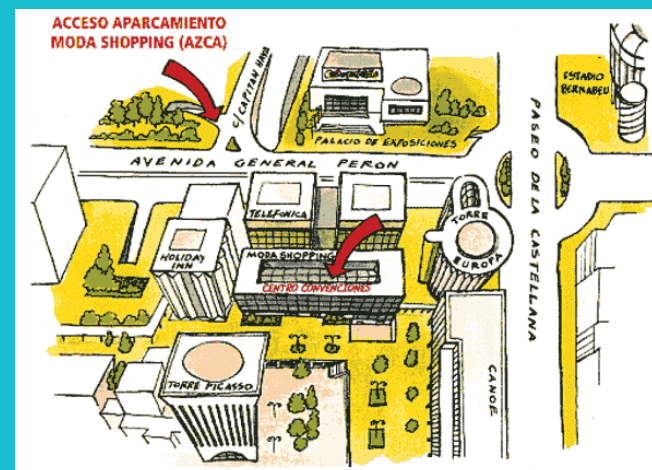 ACCESO APARCAMIENTO
MODA SHOPPING (AZCA)
C/CAPITAN HAYA
PALACIO DE EXPOSICIONES
ESTADIO
BERNABEU
PASEO DE LA CASTELLANA
AVENIDA GENERAL PERON
TELEFONICA
TORRE
EUROPA
HOLIDAY
INN
MODA SHOPPING
CENTRO CONVENCIONES
TORRE PICASSO
CANOE